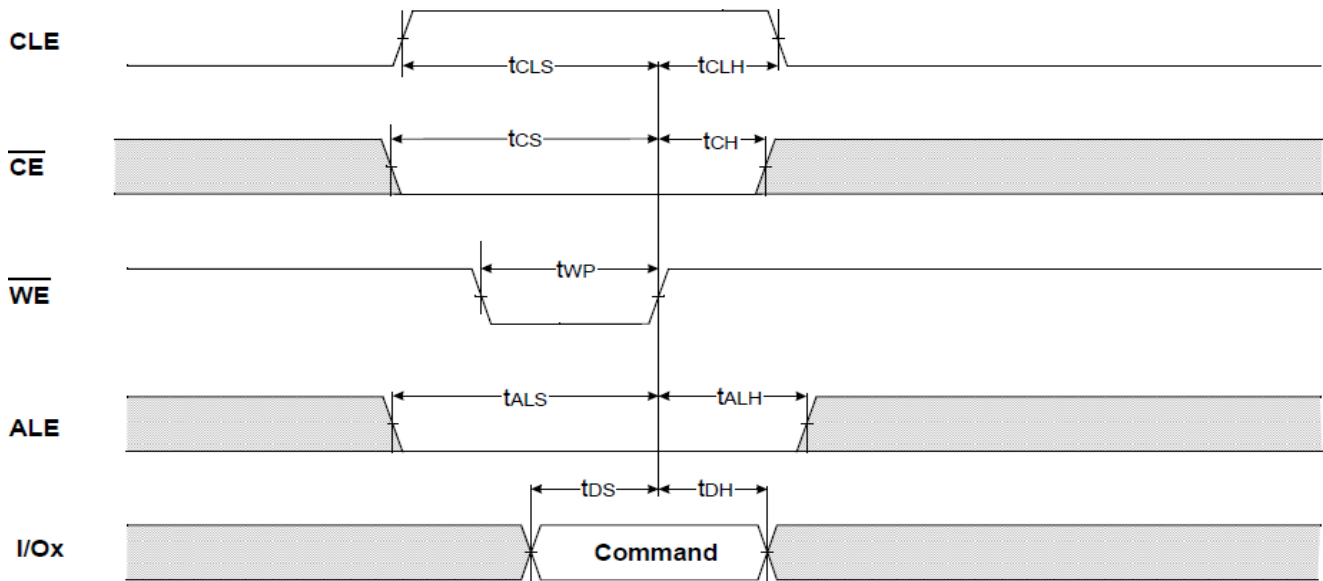 CLE
tCLS
tCLH
CE
tCS
tCH
WE
tWP
ALE
tALS
tALH
I/Ox
tDS
tDH
Command